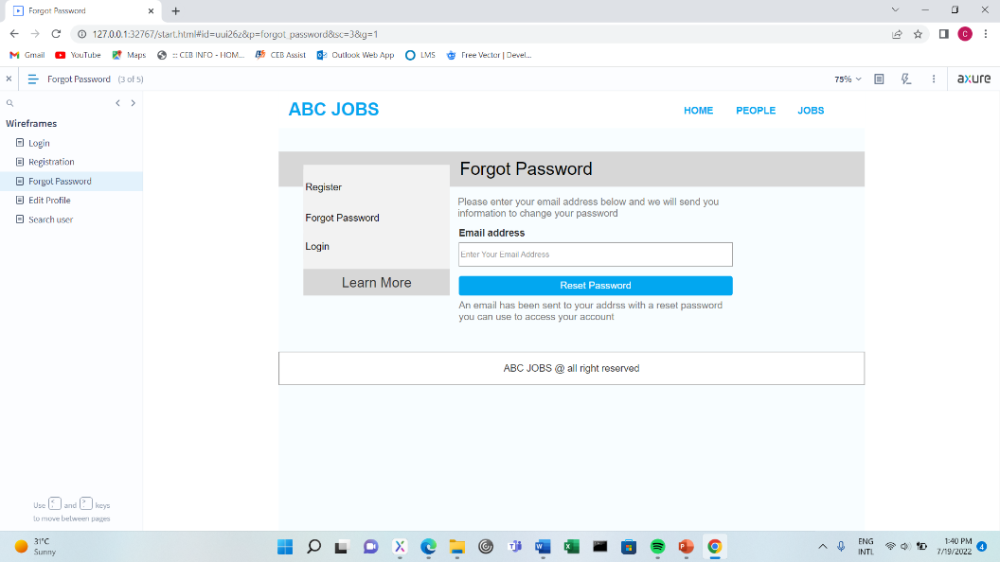 Forgot Password
127.0.0.1:32767/start.html#id=uui26z&p=forgot_password&sc=3&g=1
C
Gmail YouTube Maps :: CEB INFO - HOM... CEB Assist Outlook Web App LMS Free Vector | Devel...
Forgot Password (3 of 5) 75% axure
Wireframes
Login
Registration
Forgot Password
Edit Profile
Search user
Use < , and > . keys
to move between pages
ABC JOBS HOME PEOPLE JOBS
Forgot Password
Register
Forgot Password
Login
Learn More
Please enter your email address below and we will send you
information to change your password
Email address
Enter Your Email Address
Reset Password
An email has been sent to your addrss with a reset password
you can use to access your account
ABC JOBS @ all right reserved
31°C
Sunny
ENG
INTL
1:40 PM
7/19/2022
4